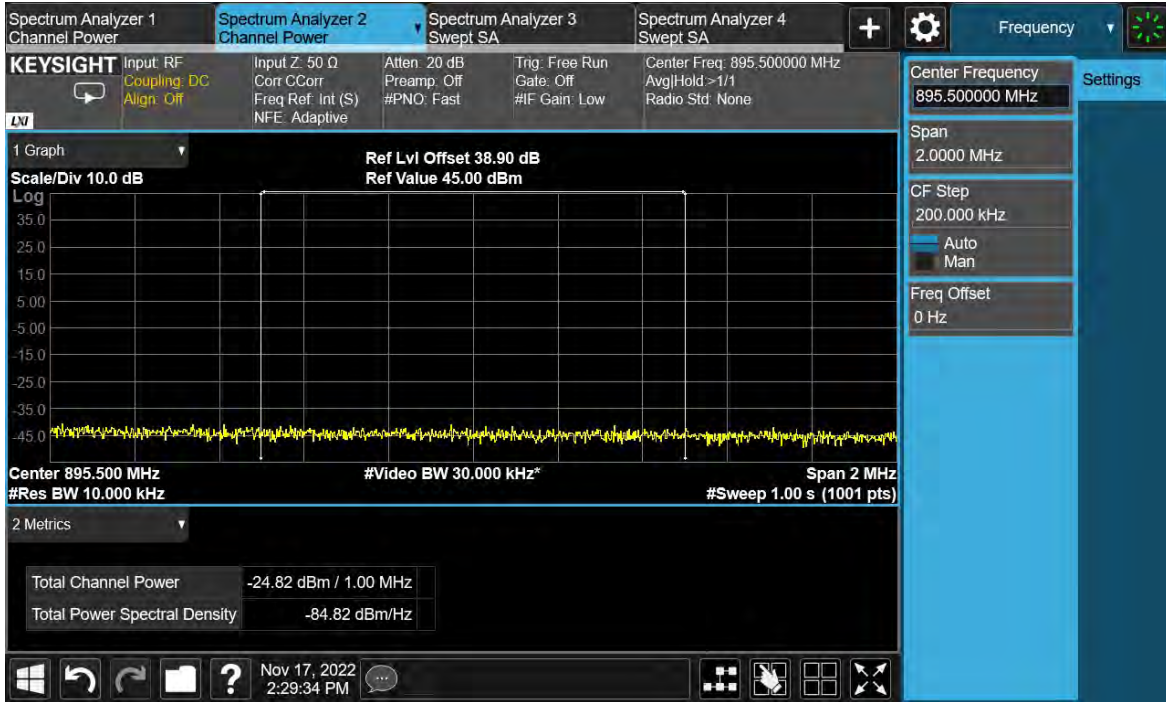 Spectrum Analyzer 1
Channel Power
Spectrum Analyzer 2
Channel Power
Spectrum Analyzer 3
Swept SA
Spectrum Analyzer 4
Swept SA
+
Frequency
KEYSIGHT
LXI
Input: RF
Coupling: DC
Align: Off
Input Z: 50 Ω
Corr CCorr
Freq Ref: Int (S)
NFE: Adaptive
Atten: 20 dB
Preamp: Off
#PNO: Fast
Trig: Free Run
Gate: Off
#IF Gain: Low
Center Freq: 895.500000 MHz
Avg|Hold:>1/1
Radio Std: None
Center Frequency
895.500000 MHz
Settings
Span
2.0000 MHz
CF Step
200.000 kHz
Auto
Man
Freq Offset
0 Hz
1 Graph
Scale/Div 10.0 dB
Ref Lvl Offset 38.90 dB
Ref Value 45.00 dBm
Log
35.0
25.0
15.0
5.00
-5.00
-15.0
-25.0
-35.0
-45.0
Center 895.500 MHz
#Video BW 30.000 kHz*
Span 2 MHz
#Res BW 10.000 kHz
#Sweep 1.00 s (1001 pts)
2 Metrics
Total Channel Power -24.82 dBm / 1.00 MHz
Total Power Spectral Density -84.82 dBm/Hz
?
Nov 17, 2022
2:29:34 PM